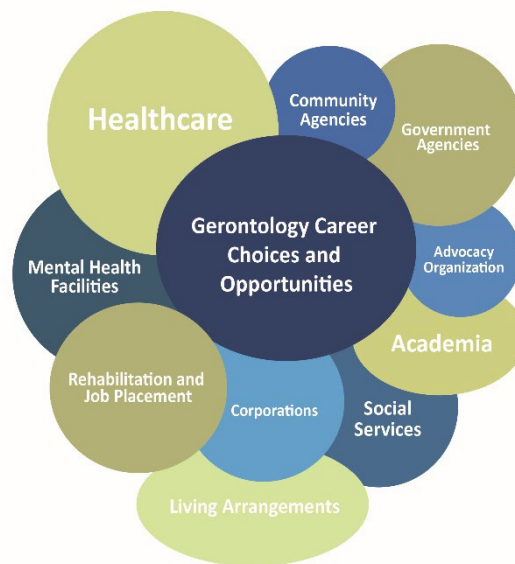 Healthcare
Community
Agencies
Government
Agencies
Gerontology Career
Choices and
Opportunities
Advocacy
Organization
Mental Health
Facilities
Academia
Rehabilitation and
Job Placement
Corporations
Social
Services
Living Arrangements